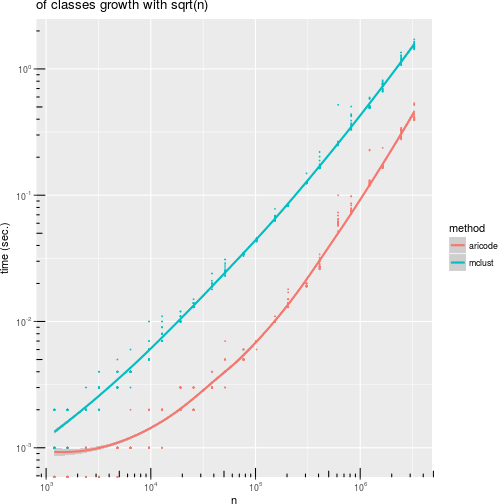 of classes growth with sqrt(n)
time (sec.)
10⁰
10⁻¹
10⁻²
10⁻³
10³
10⁴
10⁵
10⁶
n
method
aricode
mclust